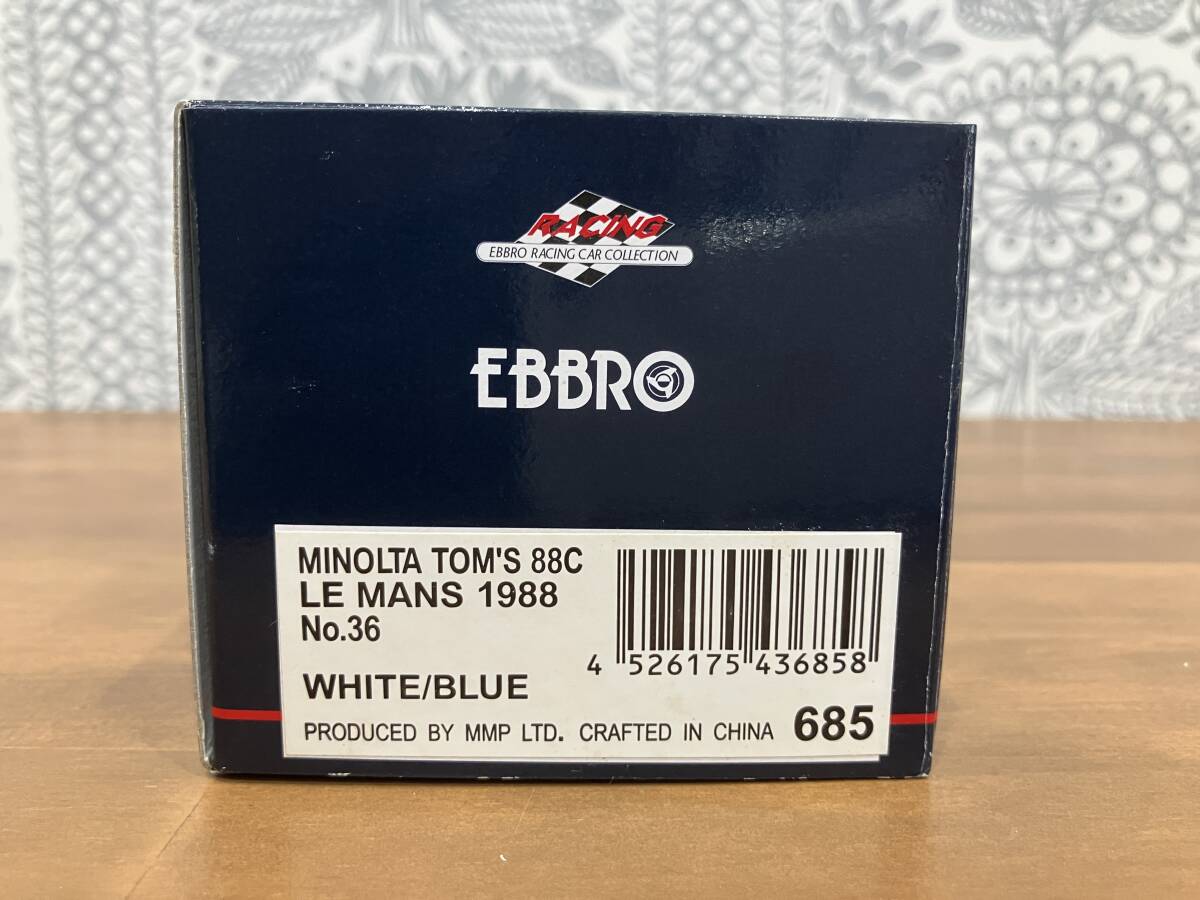 RACING
EBBRO RACING CAR COLLECTION
EBBRO
MINOLTA TOM'S 88C
LE MANS 1988
No.36
4 526175 436858
WHITE/BLUE
PRODUCED BY MMP LTD. CRAFTED IN CHINA 685